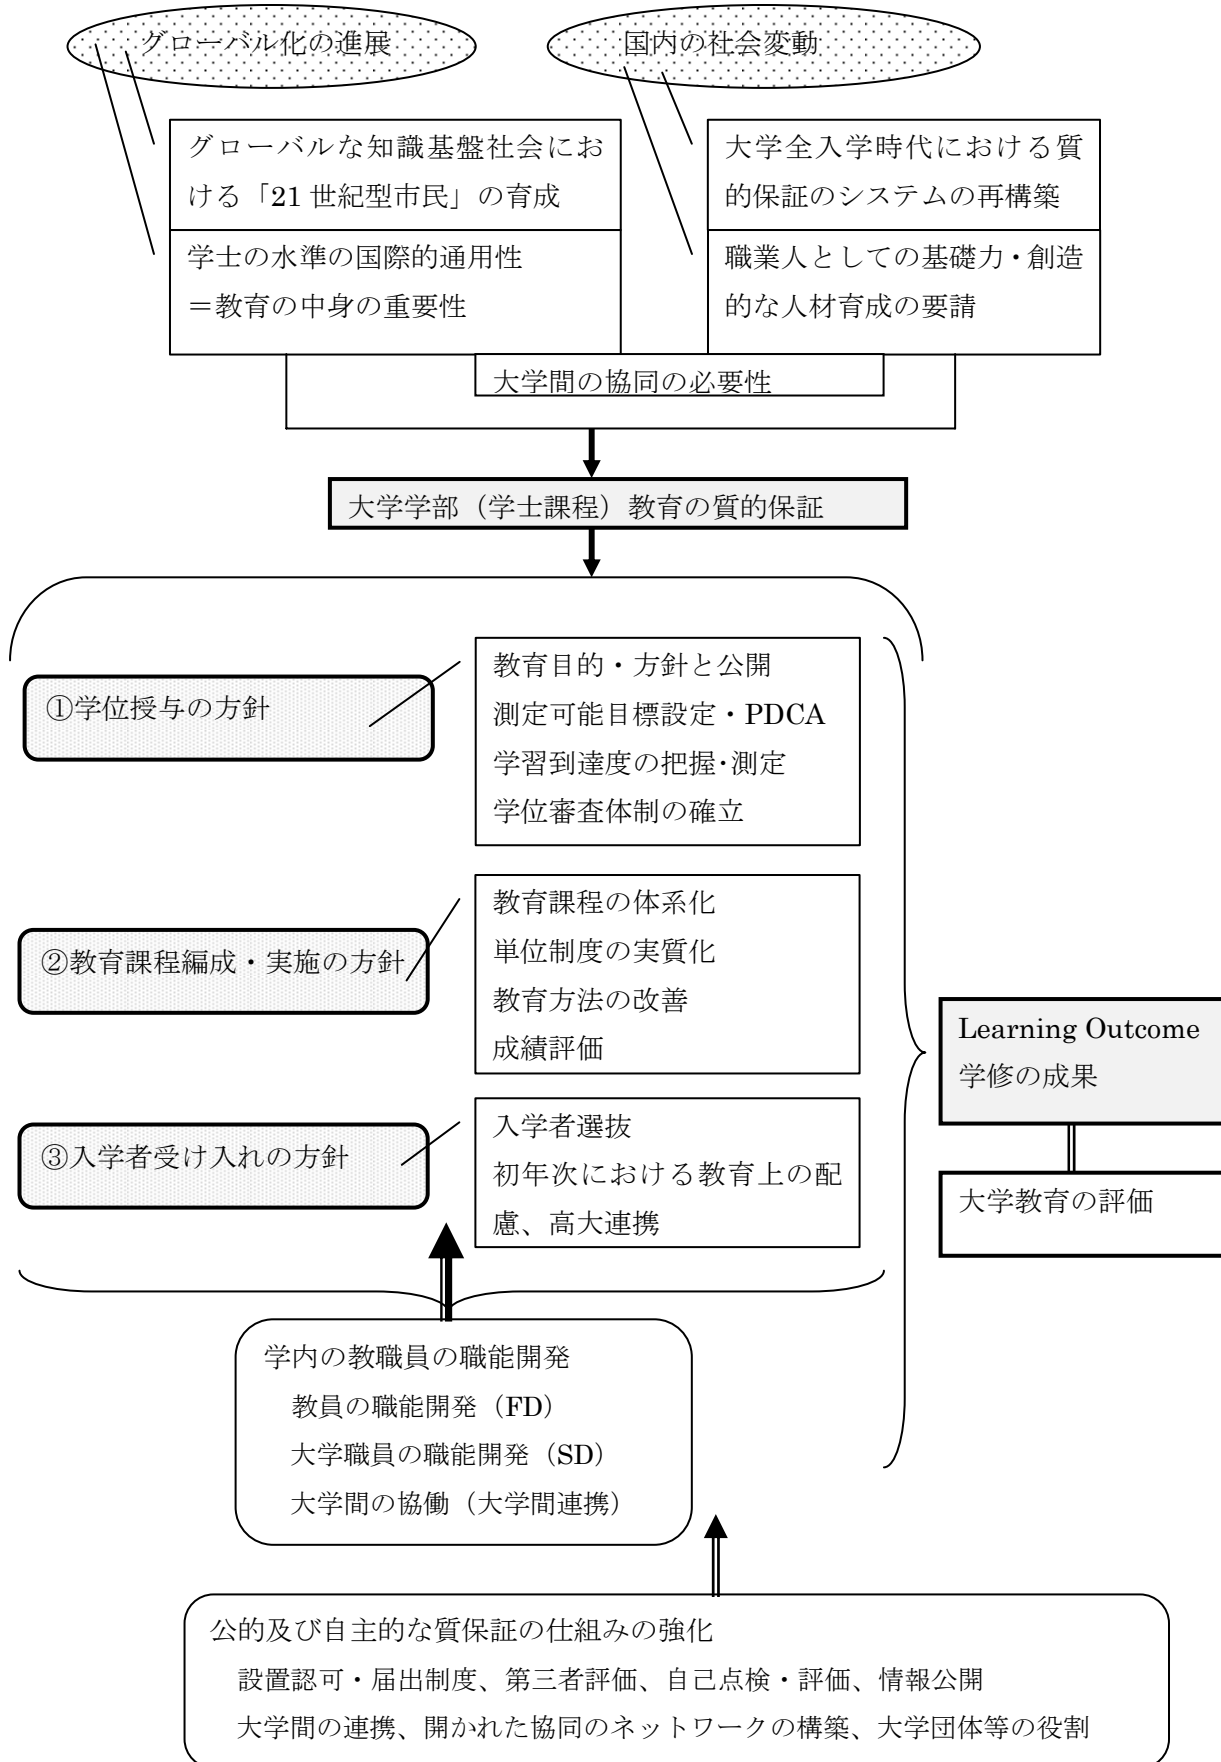 グローバル化の進展
国内の社会変動
グローバルな知識基盤社会にお
ける「21 世紀型市民」の育成
学士の水準の国際的通用性
＝教育の中身の重要性
大学全入学時代における質
的保証のシステムの再構築
職業人としての基礎力・創造
的な人材育成の要請
大学間の協同の必要性
大学学部（学士課程）教育の質的保証
①学位授与の方針
教育目的・方針と公開
測定可能目標設定・PDCA
学習到達度の把握・測定
学位審査体制の確立
②教育課程編成・実施の方針
教育課程の体系化
単位制度の実質化
教育方法の改善
成績評価
③入学者受け入れの方針
入学者選抜
初年次における教育上の配
慮、高大連携
Learning Outcome
学修の成果
大学教育の評価
学内の教職員の職能開発
教員の職能開発（FD）
大学職員の職能開発（SD）
大学間の協働（大学間連携）
公的及び自主的な質保証の仕組みの強化
設置認可・届出制度、第三者評価、自己点検・評価、情報公開
大学間の連携、開かれた協同のネットワークの構築、大学団体等の役割